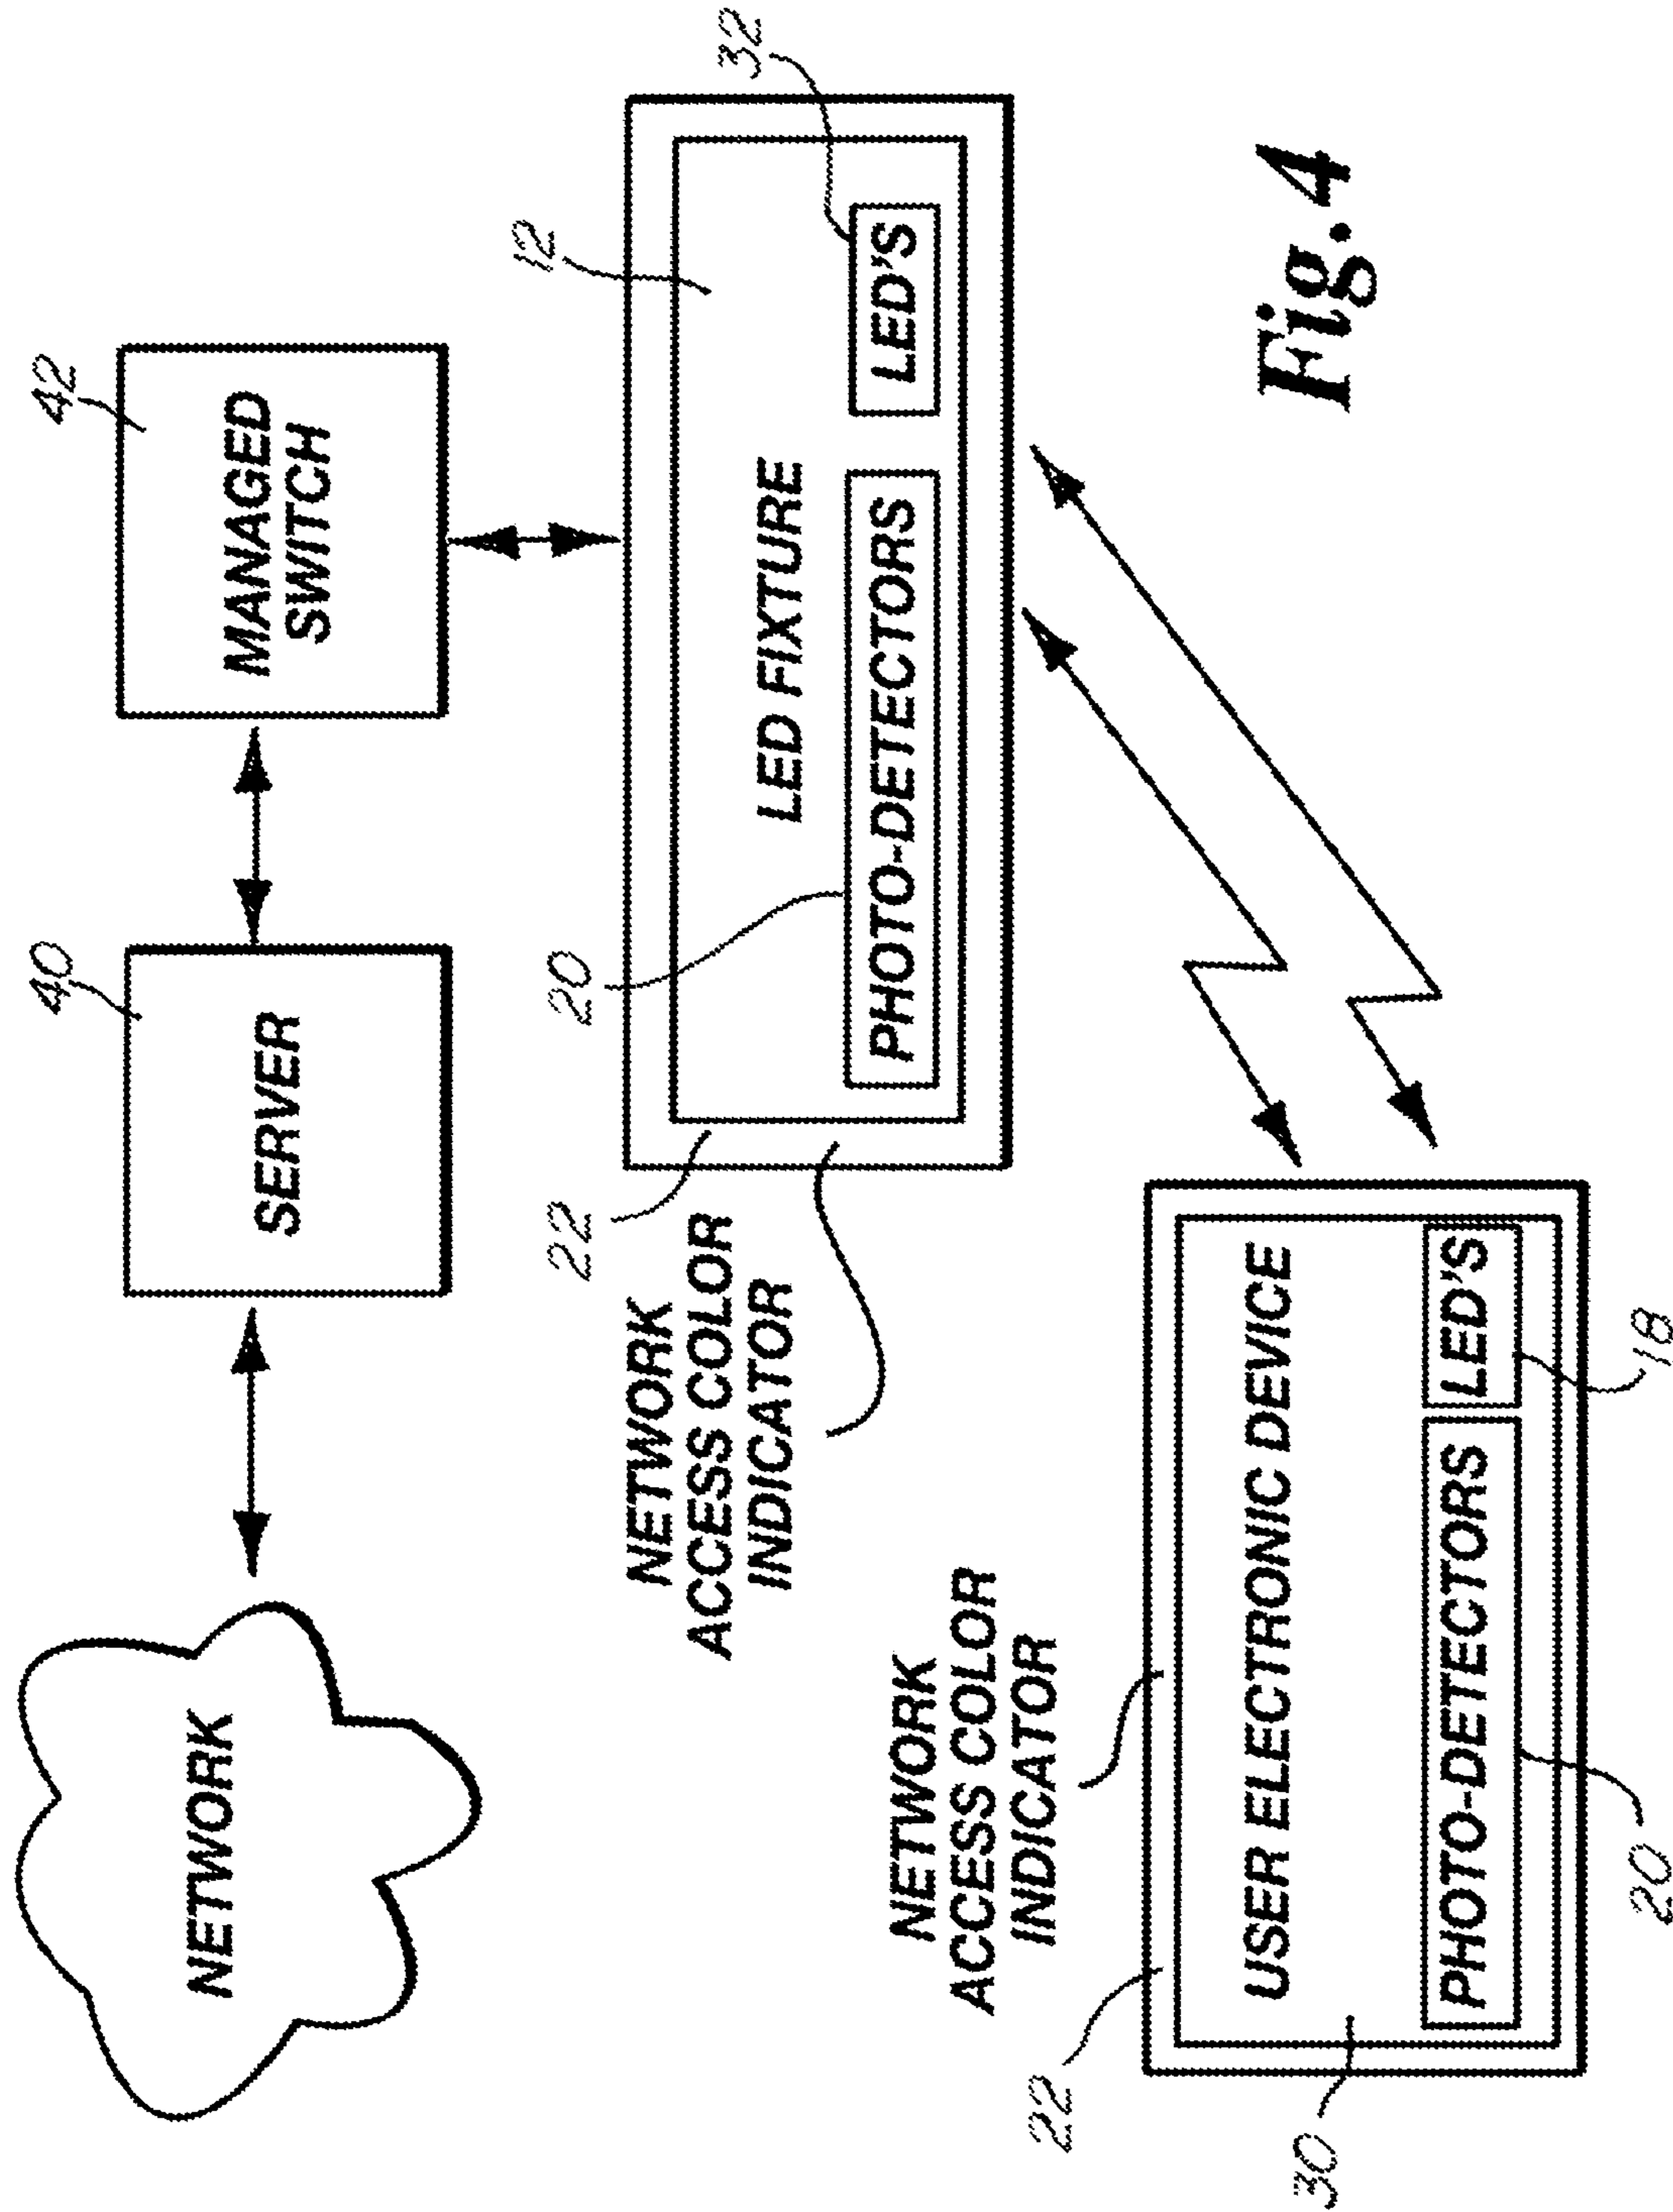 40
42
NETWORK
SERVER
MANAGED
SWITCH
12
32
20
22
LED FIXTURE
PHOTO-DETECTORS
LED'S
NETWORK
ACCESS COLOR
INDICATOR
NETWORK
ACCESS COLOR
INDICATOR
22
30
USER ELECTRONIC DEVICE
PHOTO-DETECTORS
LED'S
20
18
Fig. 4